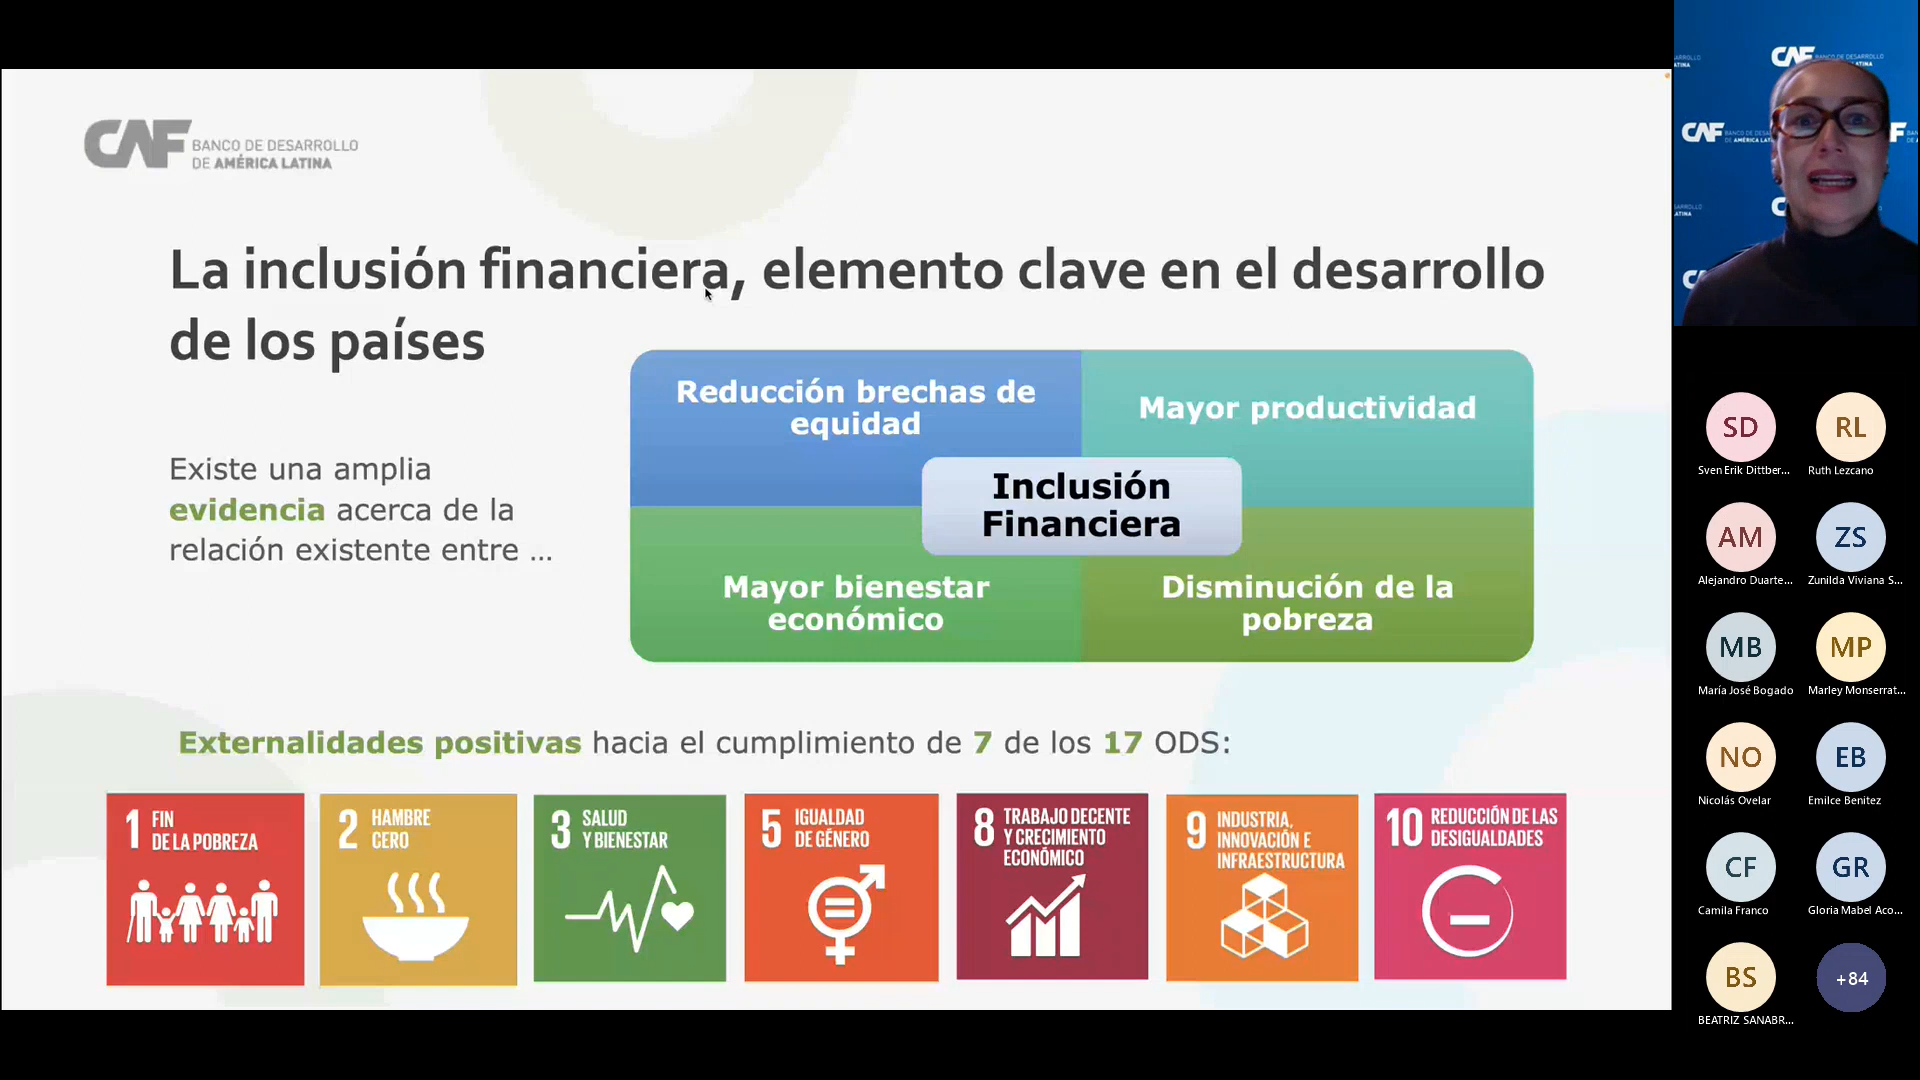 CAF BANCO DE DESARROLLO
DE AMÉRICA LATINA
La inclusión financiera, elemento clave en el desarrollo
de los países
Existe una amplia
evidencia acerca de la
relación existente entre ...
Reducción brechas de
equidad
Mayor productividad
Inclusión
Financiera
Mayor bienestar
económico
Disminución de la
pobreza
Externalidades positivas hacia el cumplimiento de 7 de los 17 ODS:
1 FIN
DE LA POBREZA
2 HAMBRE
CERO
3 SALUD
Y BIENESTAR
5 IGUALDAD
DE GÉNERO
8 TRABAJO DECENTE
Y CRECIMIENTO
ECONÓMICO
9 INDUSTRIA,
INNOVACIÓN E
INFRAESTRUCTURA
10 REDUCCIÓN DE LAS
DESIGUALDADES
CAF BANCO DE DESARROLLO
CAF
SD
Sven Erik Dittber...
RL
Ruth Lezcano
AM
Alejandro Duarte...
ZS
Zunilda Viviana S...
MB
María José Bogado
MP
Marley Monserrat...
NO
Nicolás Ovelar
EB
Emilce Benitez
CF
Camila Franco
GR
Gloria Mabel Aco...
BS
BEATRIZ SANABR...
+84